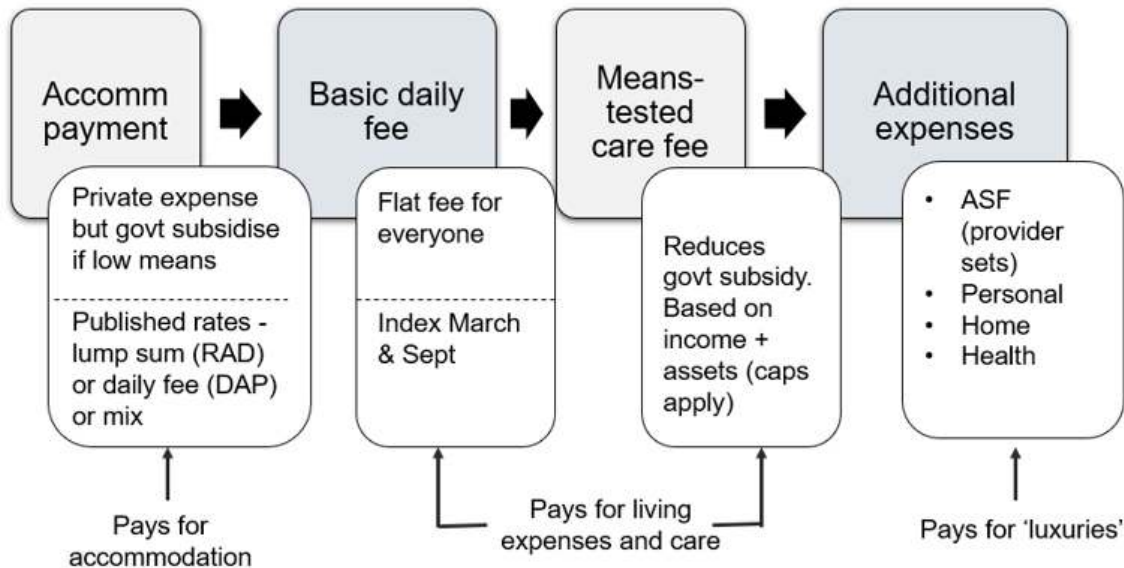 Accomm
payment
Basic daily
fee
Means-
tested
care fee
Additional
expenses
Private expense
but govt subsidise
if low means
Published rates -
lump sum (RAD)
or daily fee (DAP)
or mix
Flat fee for
everyone
Index March
& Sept
Reduces
govt subsidy.
Based on
income +
assets (caps
apply)
• ASF
(provider
sets)
• Personal
• Home
• Health
Pays for
accommodation
Pays for living
expenses and care
Pays for ‘luxuries’